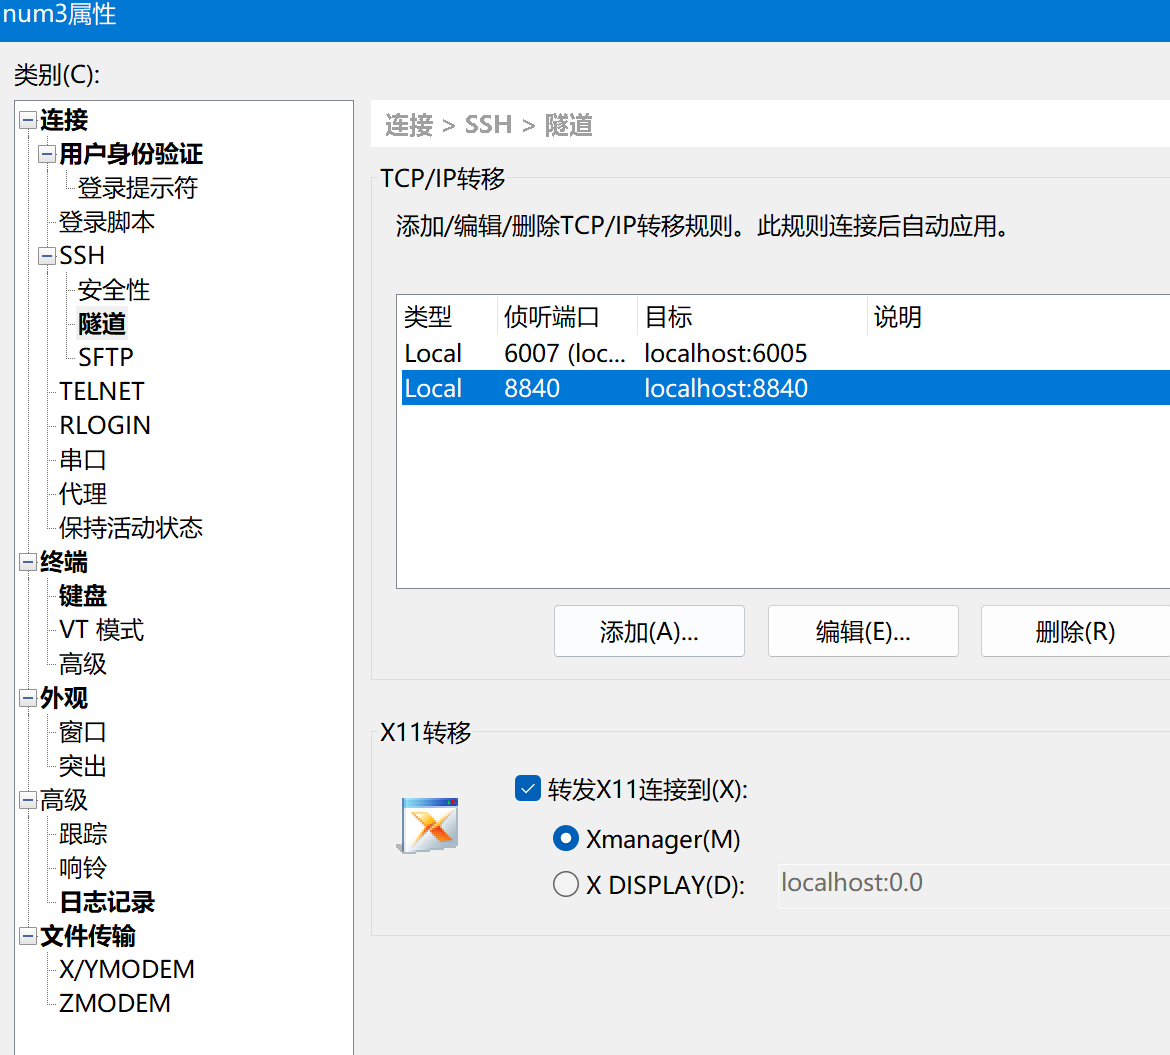 num3属性
类别(C):
连接
用户身份验证
登录提示符
登录脚本
SSH
安全性
隧道
SFTP
TELNET
RLOGIN
串口
代理
保持活动状态
终端
键盘
VT 模式
高级
外观
窗口
突出
高级
跟踪
响铃
日志记录
文件传输
X/YMODEM
ZMODEM
连接 > SSH > 隧道
TCP/IP转移
添加/编辑/删除TCP/IP转移规则。此规则连接后自动应用。
类型 侦听端口 目标 说明
Local 6007 (loc... localhost:6005
Local 8840 localhost:8840
添加(A)... 编辑(E)... 删除(R)
X11转移
转发X11连接到(X):
Xmanager(M)
X DISPLAY(D): localhost:0.0